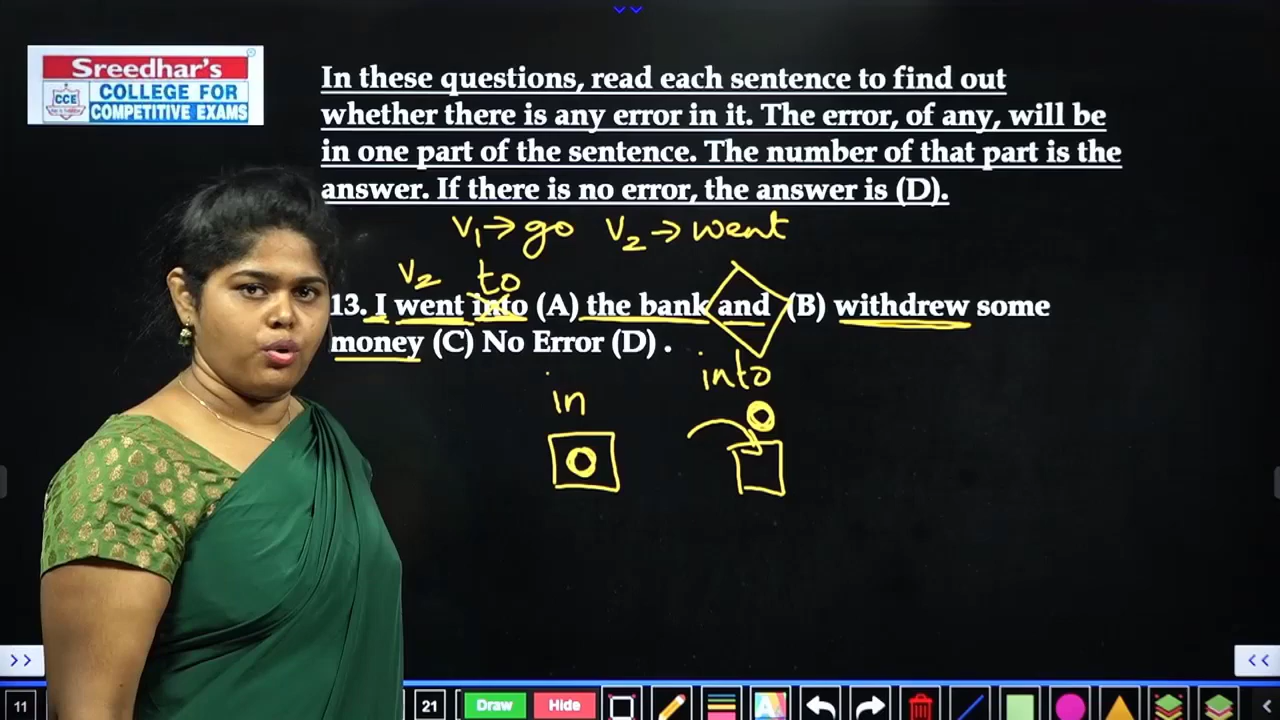 Sreedhar's
CCE
COLLEGE FOR
COMPETITIVE EXAMS
In these questions, read each sentence to find out
whether there is any error in it. The error, of any, will be
in one part of the sentence. The number of that part is the
answer. If there is no error, the answer is (D).
V1→go V2→went
V2 to
13. I went into (A) the bank and (B) withdrew some
money (C) No Error (D) .
in into
>> <<
11 21 Draw Hide A